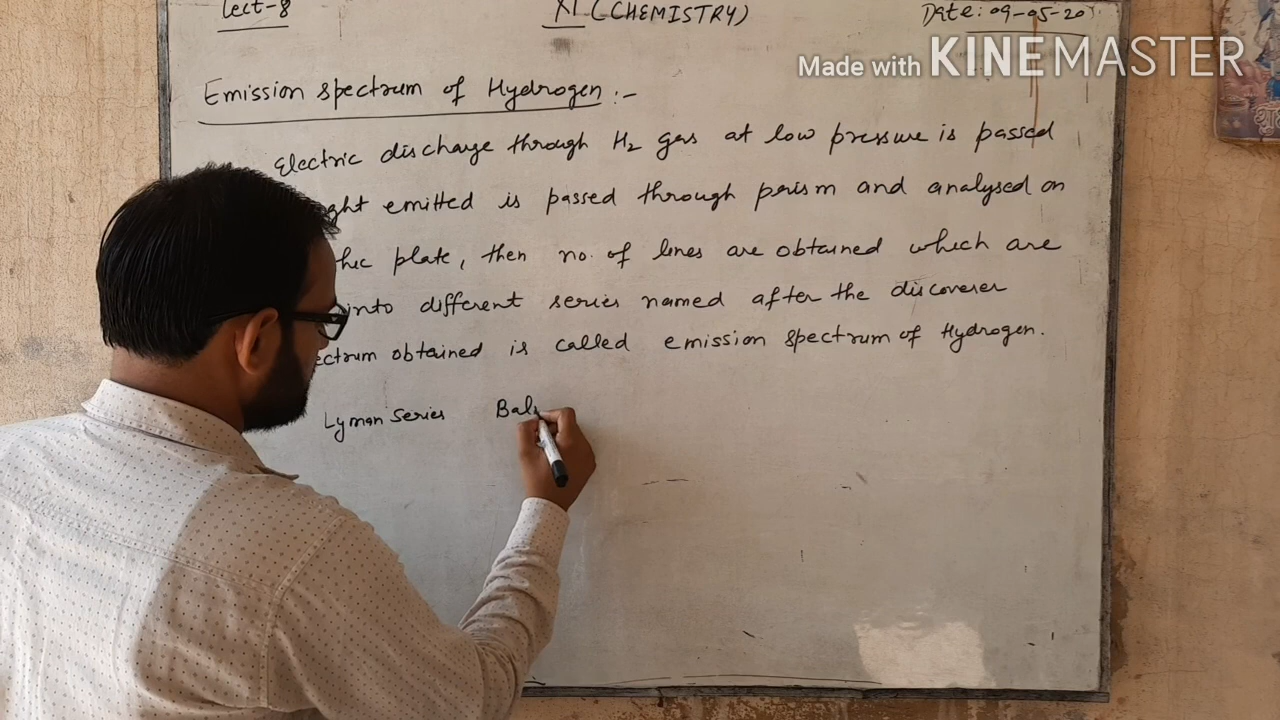 Lect-8 XI (CHEMISTRY) Date: 09-05-20
Made with KINEMASTER
Emission spectrum of Hydrogen :-
Electric discharge through H₂ gas at low pressure is passed
emitted is passed through prism and analysed on
plate, then no. of lines are obtained which are
into different series named after the discoverer
obtained is called emission spectrum of Hydrogen.
Lyman Series Bal